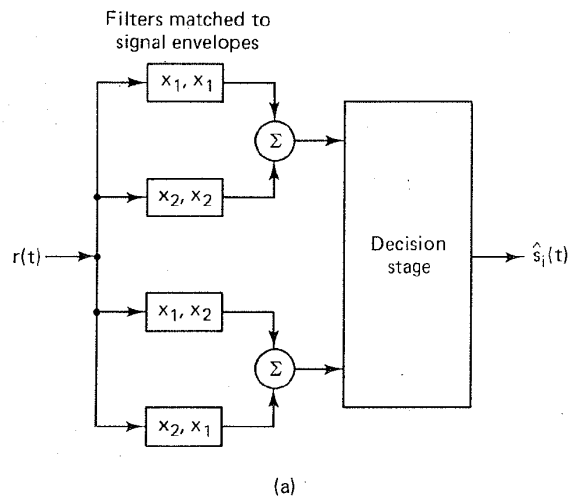 Filters matched to
signal envelopes
x₁, x₁
Σ
x₂, x₂
r(t)
Decision
stage
ŝᵢ(t)
x₁, x₂
Σ
x₂, x₁
(a)